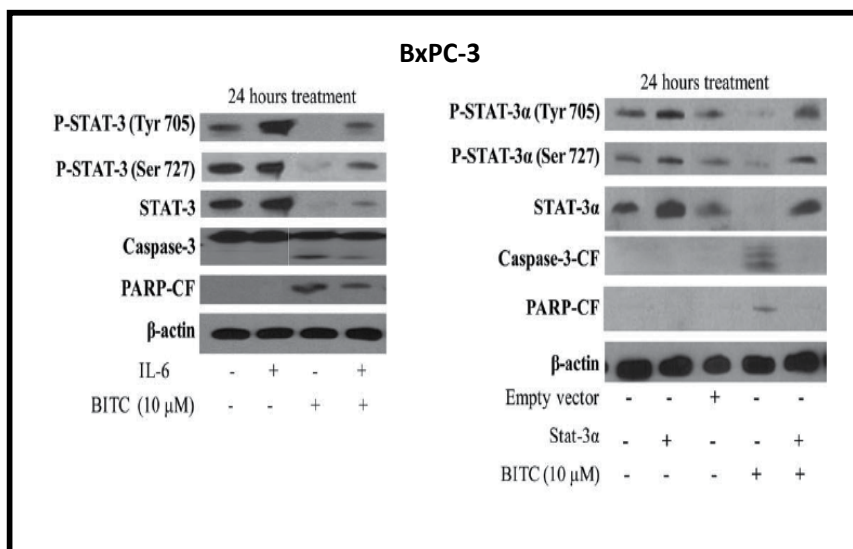 BxPC-3
24 hours treatment
P-STAT-3 (Tyr 705)
P-STAT-3 (Ser 727)
STAT-3
Caspase-3
PARP-CF
β-actin
IL-6 - + - +
BITC (10 μM) - - + +
24 hours treatment
P-STAT-3α (Tyr 705)
P-STAT-3α (Ser 727)
STAT-3α
Caspase-3-CF
PARP-CF
β-actin
Empty vector - - + - -
Stat-3α - + - - +
BITC (10 μM) - - - + +